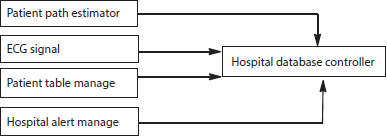 Patient path estimator
ECG signal
Hospital database controller
Patient table manage
Hospital alert manage